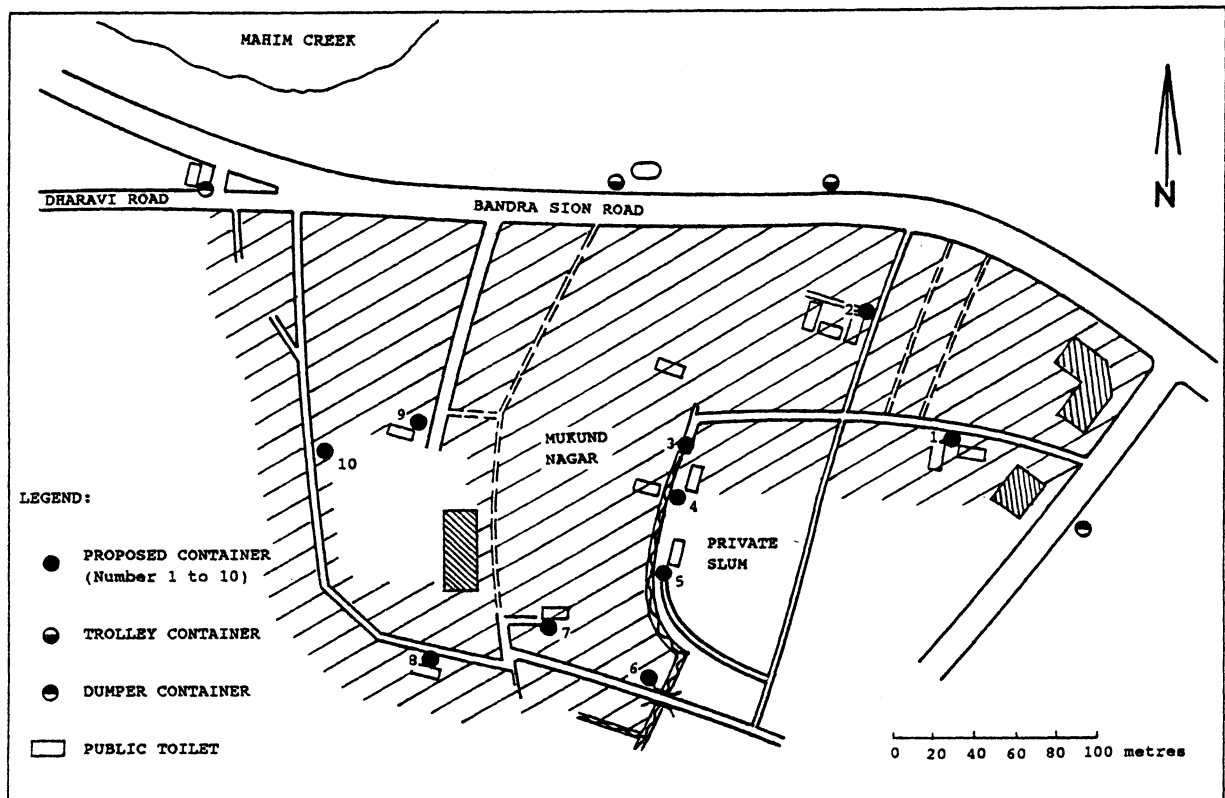 MAHIM CREEK
N
DHARAVI ROAD
BANDRA SION ROAD
2
9
MUKUND
NAGAR
3
1
10
4
LEGEND:
PRIVATE
SLUM
PROPOSED CONTAINER
(Number 1 to 10)
5
7
TROLLEY CONTAINER
8
6
DUMPER CONTAINER
PUBLIC TOILET
0 20 40 60 80 100 metres